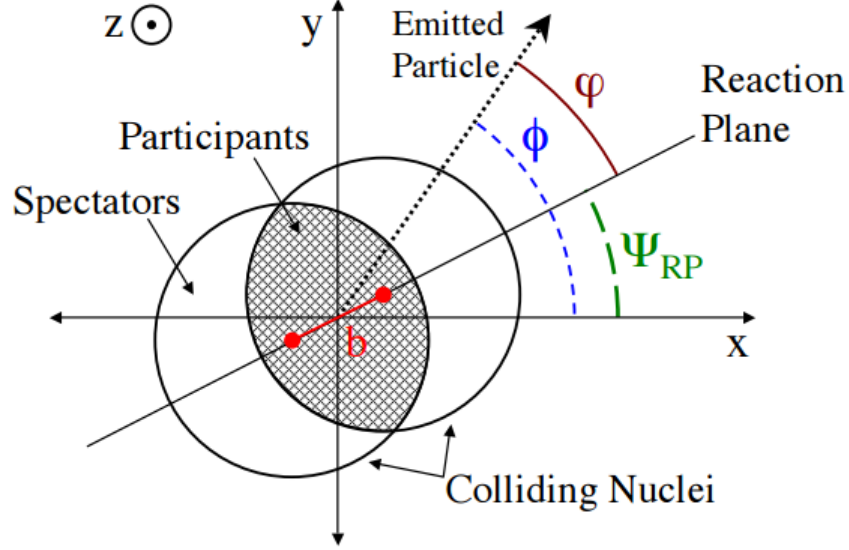 z
y
Emitted
Particle
φ
Reaction
Plane
ϕ
Participants
Spectators
Ψ_RP
b
x
Colliding Nuclei